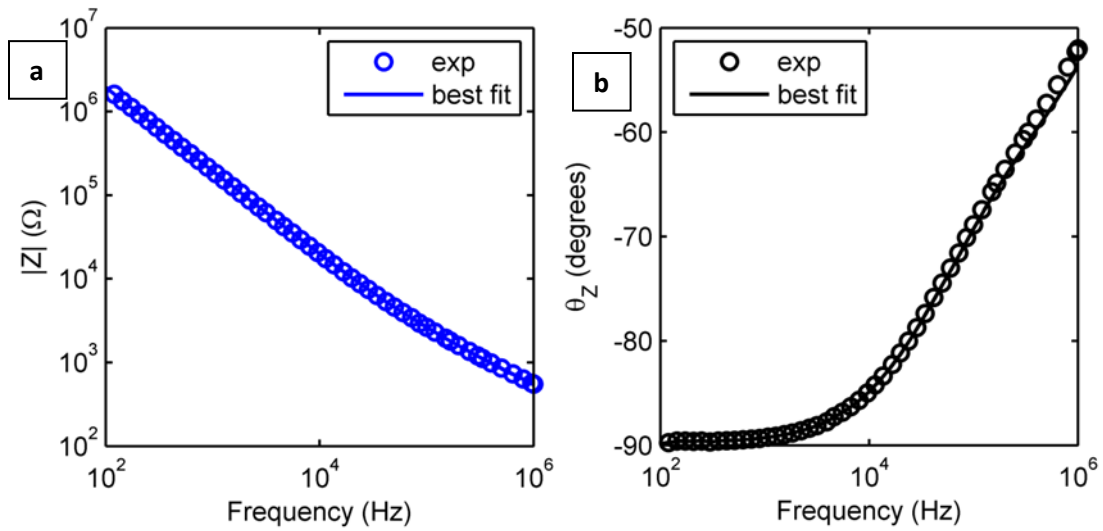 a
10^7
10^6
10^5
10^4
10^3
10^2
|Z| (Ω)
exp
best fit
10^2
10^4
10^6
Frequency (Hz)
b
-50
-60
-70
-80
-90
θ_Z (degrees)
exp
best fit
10^2
10^4
10^6
Frequency (Hz)